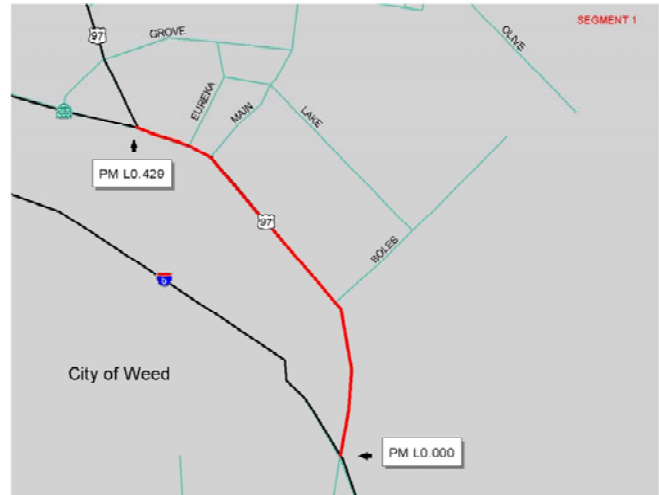 SEGMENT 1
97
GROVE
OLIVE
EUREKA
MAIN
LAKE
PM L0.429
97
BOLES
5
City of Weed
PM L0.000